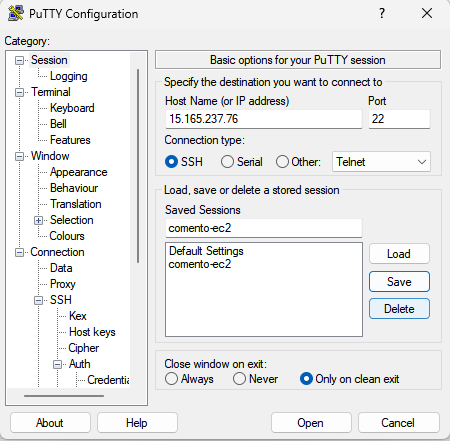 PuTTY Configuration
?
Category:
Session
Logging
Terminal
Keyboard
Bell
Features
Window
Appearance
Behaviour
Translation
Selection
Colours
Connection
Data
Proxy
SSH
Kex
Host keys
Cipher
Auth
Credentia
Basic options for your PuTTY session
Specify the destination you want to connect to
Host Name (or IP address) Port
15.165.237.76 22
Connection type:
SSH Serial Other: Telnet
Load, save or delete a stored session
Saved Sessions
comento-ec2
Default Settings
comento-ec2
Load
Save
Delete
Close window on exit:
Always Never Only on clean exit
About Help Open Cancel